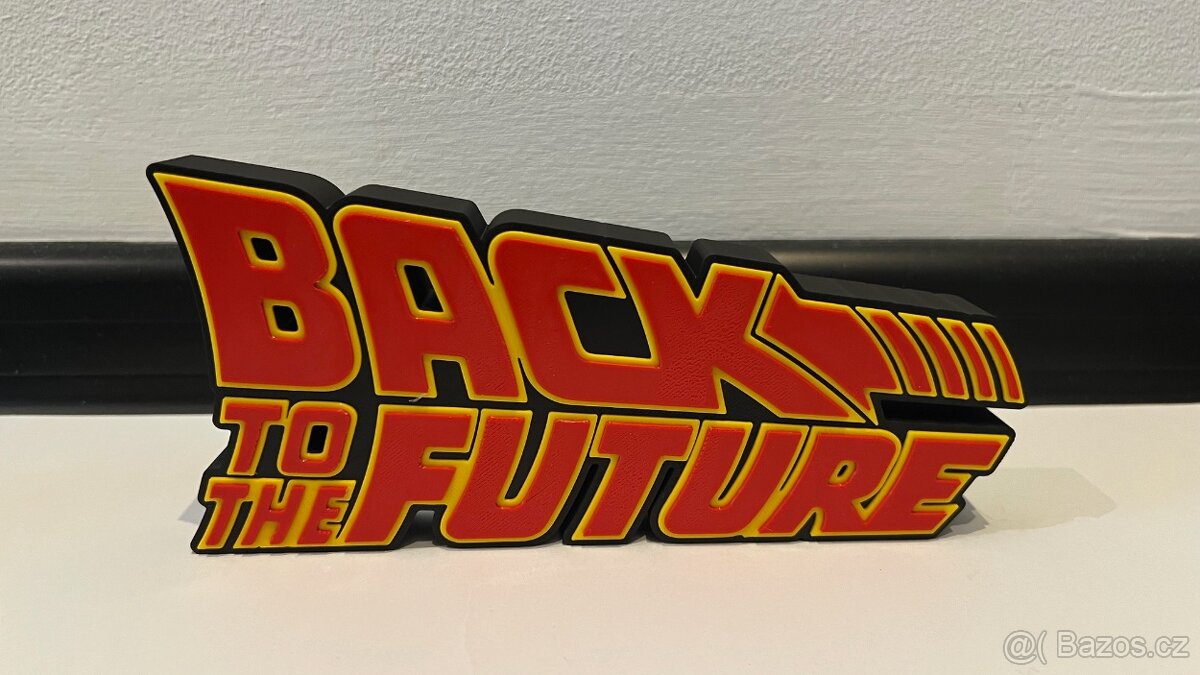 BACK
TO
THE
FUTURE
@( Bazos.cz